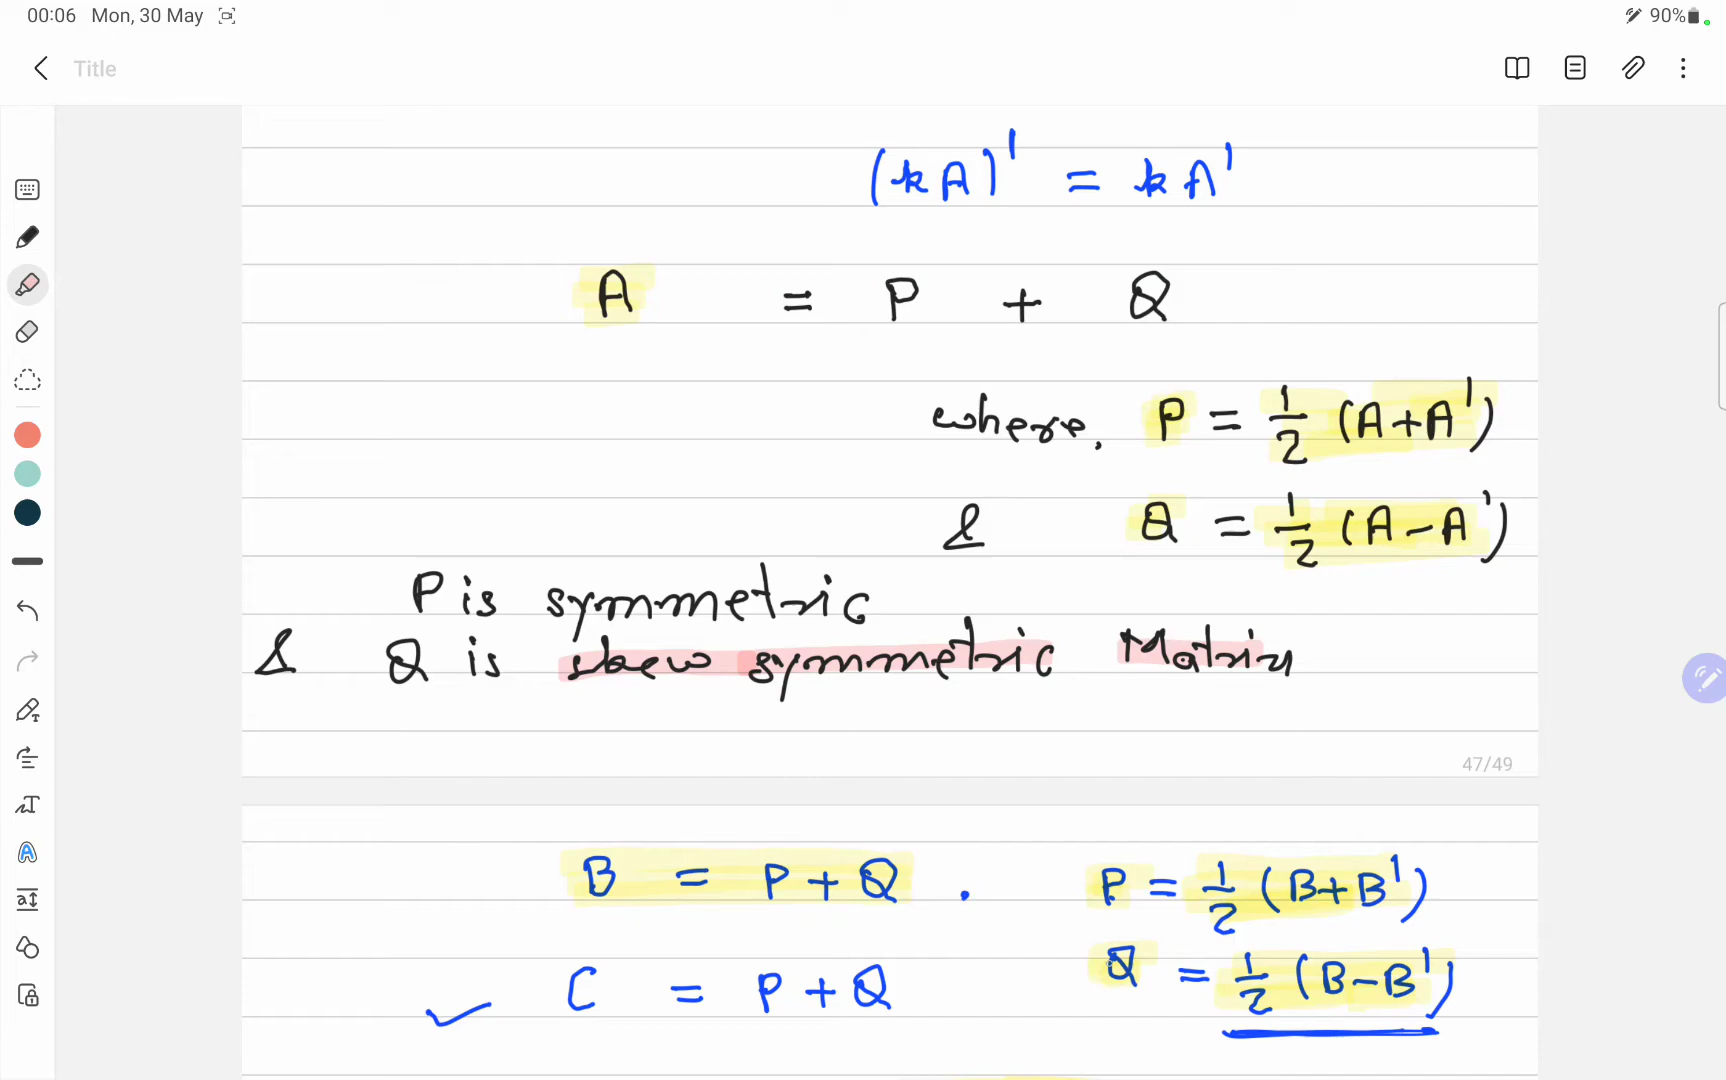 00:06 Mon, 30 May 90%
Title
(kA)' = kA'
A = P + Q
where, P = 1/2 (A+A')
& Q = 1/2 (A-A')
P is symmetric
& Q is skew symmetric Matrix
47/49
B = P+Q . P = 1/2 (B+B')
Q = 1/2 (B-B')
C = P+Q